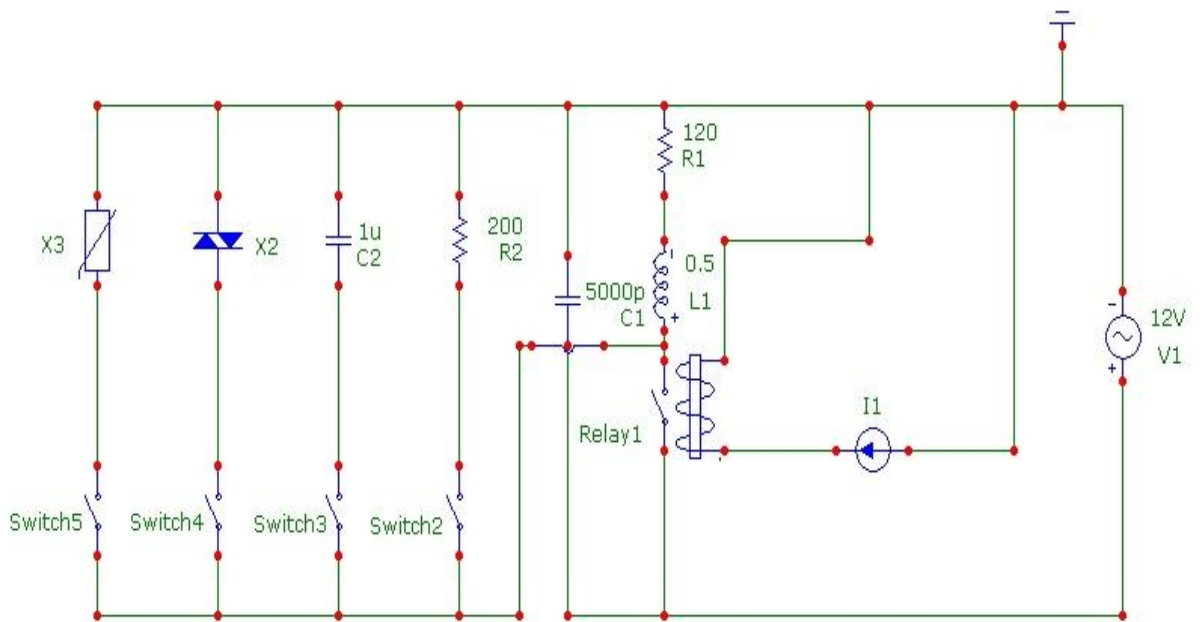 120
R1
X3
X2
1u
C2
200
R2
0.5
L1
5000p
C1
12V
V1
I1
Relay1
Switch5
Switch4
Switch3
Switch2